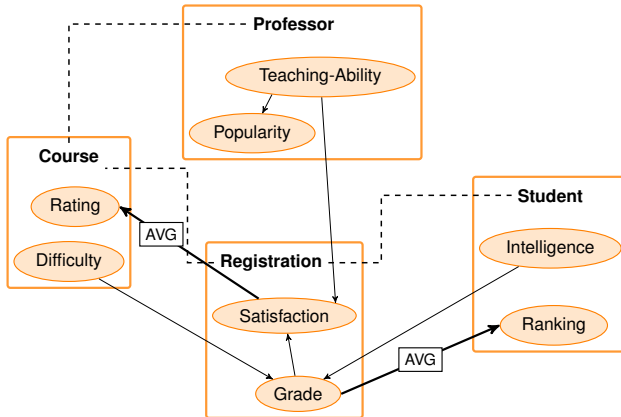 Professor
Teaching-Ability
Popularity
Course
Rating
Difficulty
AVG
Registration
Satisfaction
Grade
AVG
Student
Intelligence
Ranking